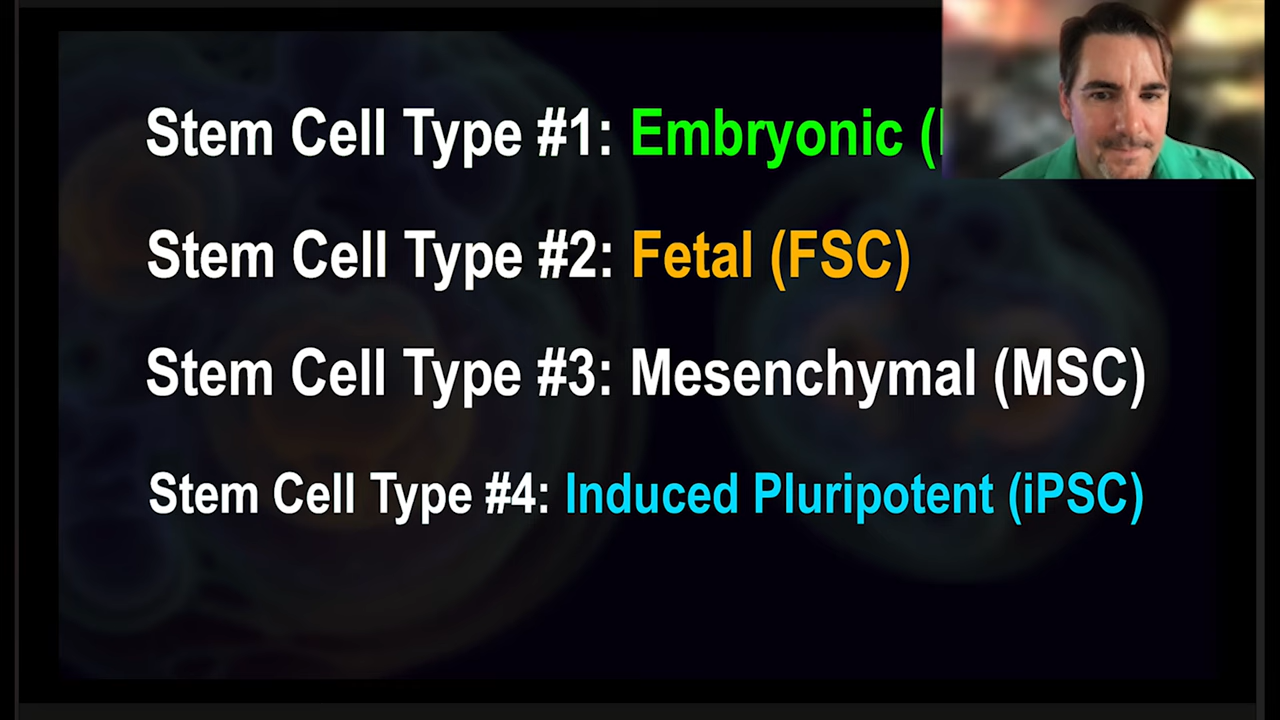 Stem Cell Type #1: Embryonic (
Stem Cell Type #2: Fetal (FSC)
Stem Cell Type #3: Mesenchymal (MSC)
Stem Cell Type #4: Induced Pluripotent (iPSC)